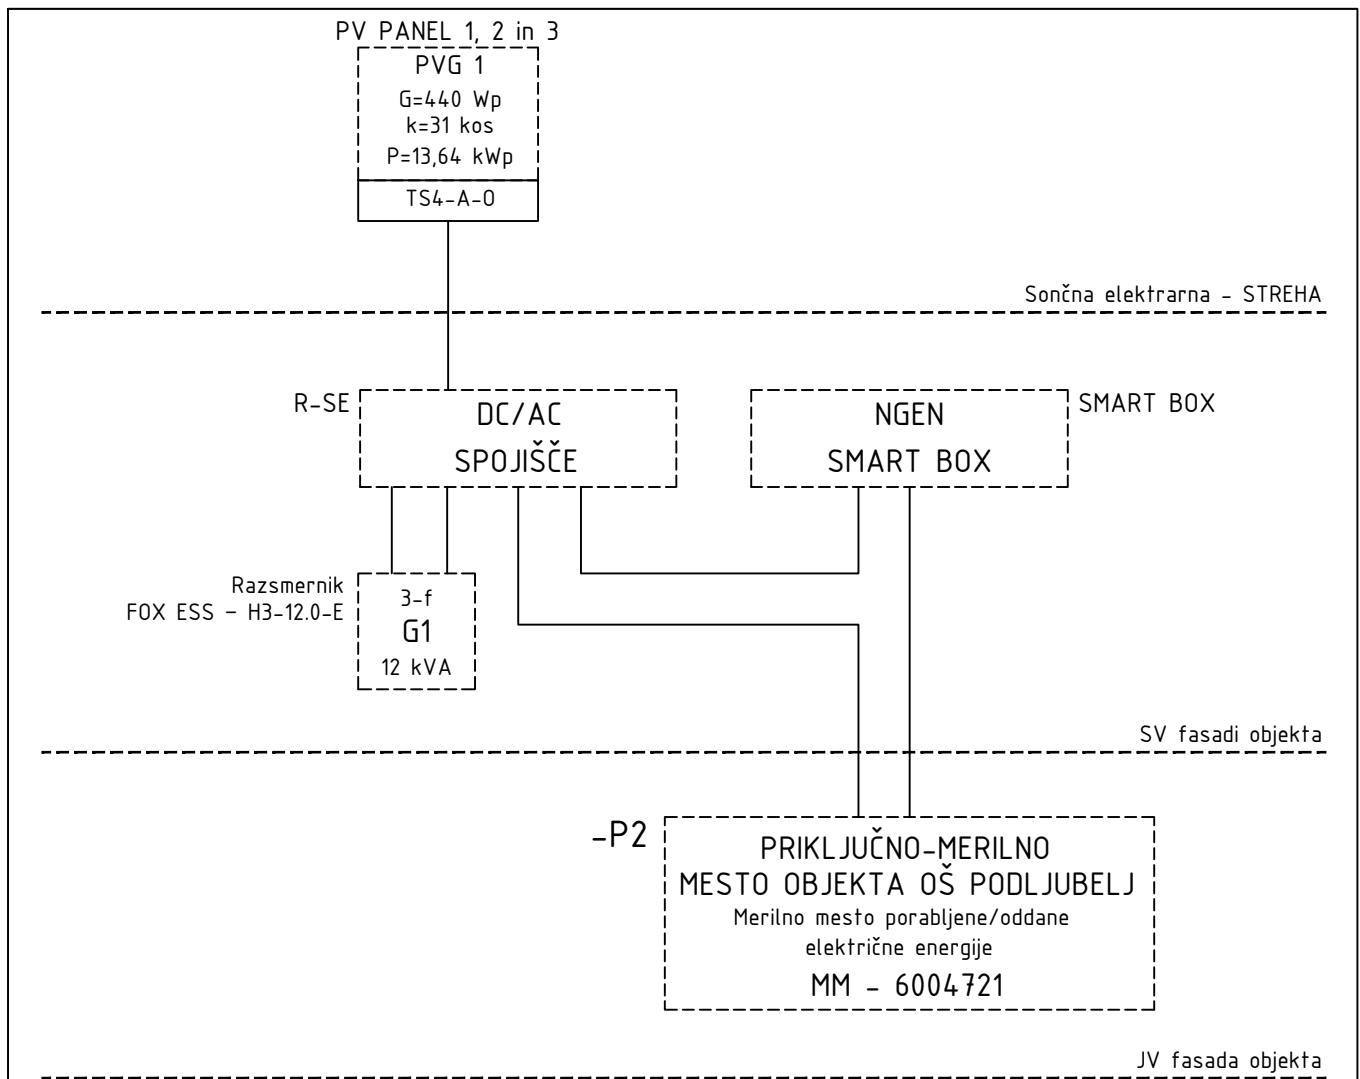 PV PANEL 1, 2 in 3
PVG 1
G=440 Wp
k=31 kos
P=13,64 kWp
TS4-A-O
Sončna elektrarna - STREHA
R-SE
DC/AC
SPOJIŠČE
NGEN
SMART BOX
SMART BOX
Razsmernik
FOX ESS - H3-12.0-E
3-f
G1
12 kVA
SV fasadi objekta
-P2
PRIKLJUČNO-MERILNO
MESTO OBJEKTA OŠ PODLJUBELJ
Merilno mesto porabljene/oddane
električne energije
MM - 6004721
JV fasada objekta